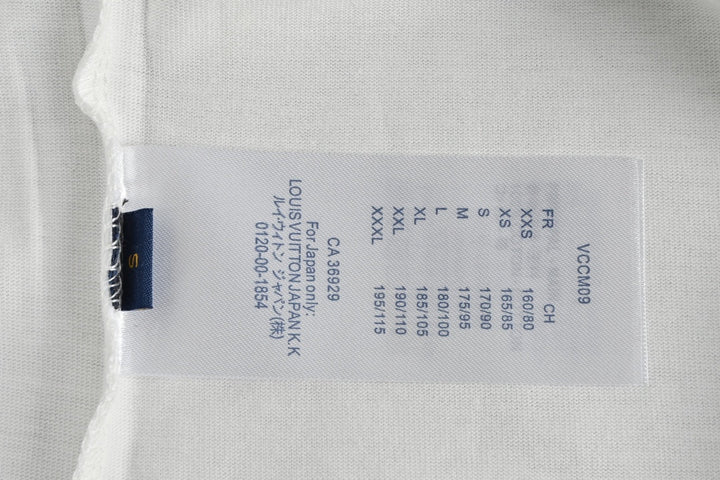 VCCM09
FR CH
XXS 160/80
XS 165/85
S 170/90
M 175/95
L 180/100
XL 185/105
XXL 190/110
XXXL 195/115
CA 36929
For Japan only:
LOUIS VUITTON JAPAN K.K
ルイ・ヴィトン ジャパン(株)
0120-00-1854
S